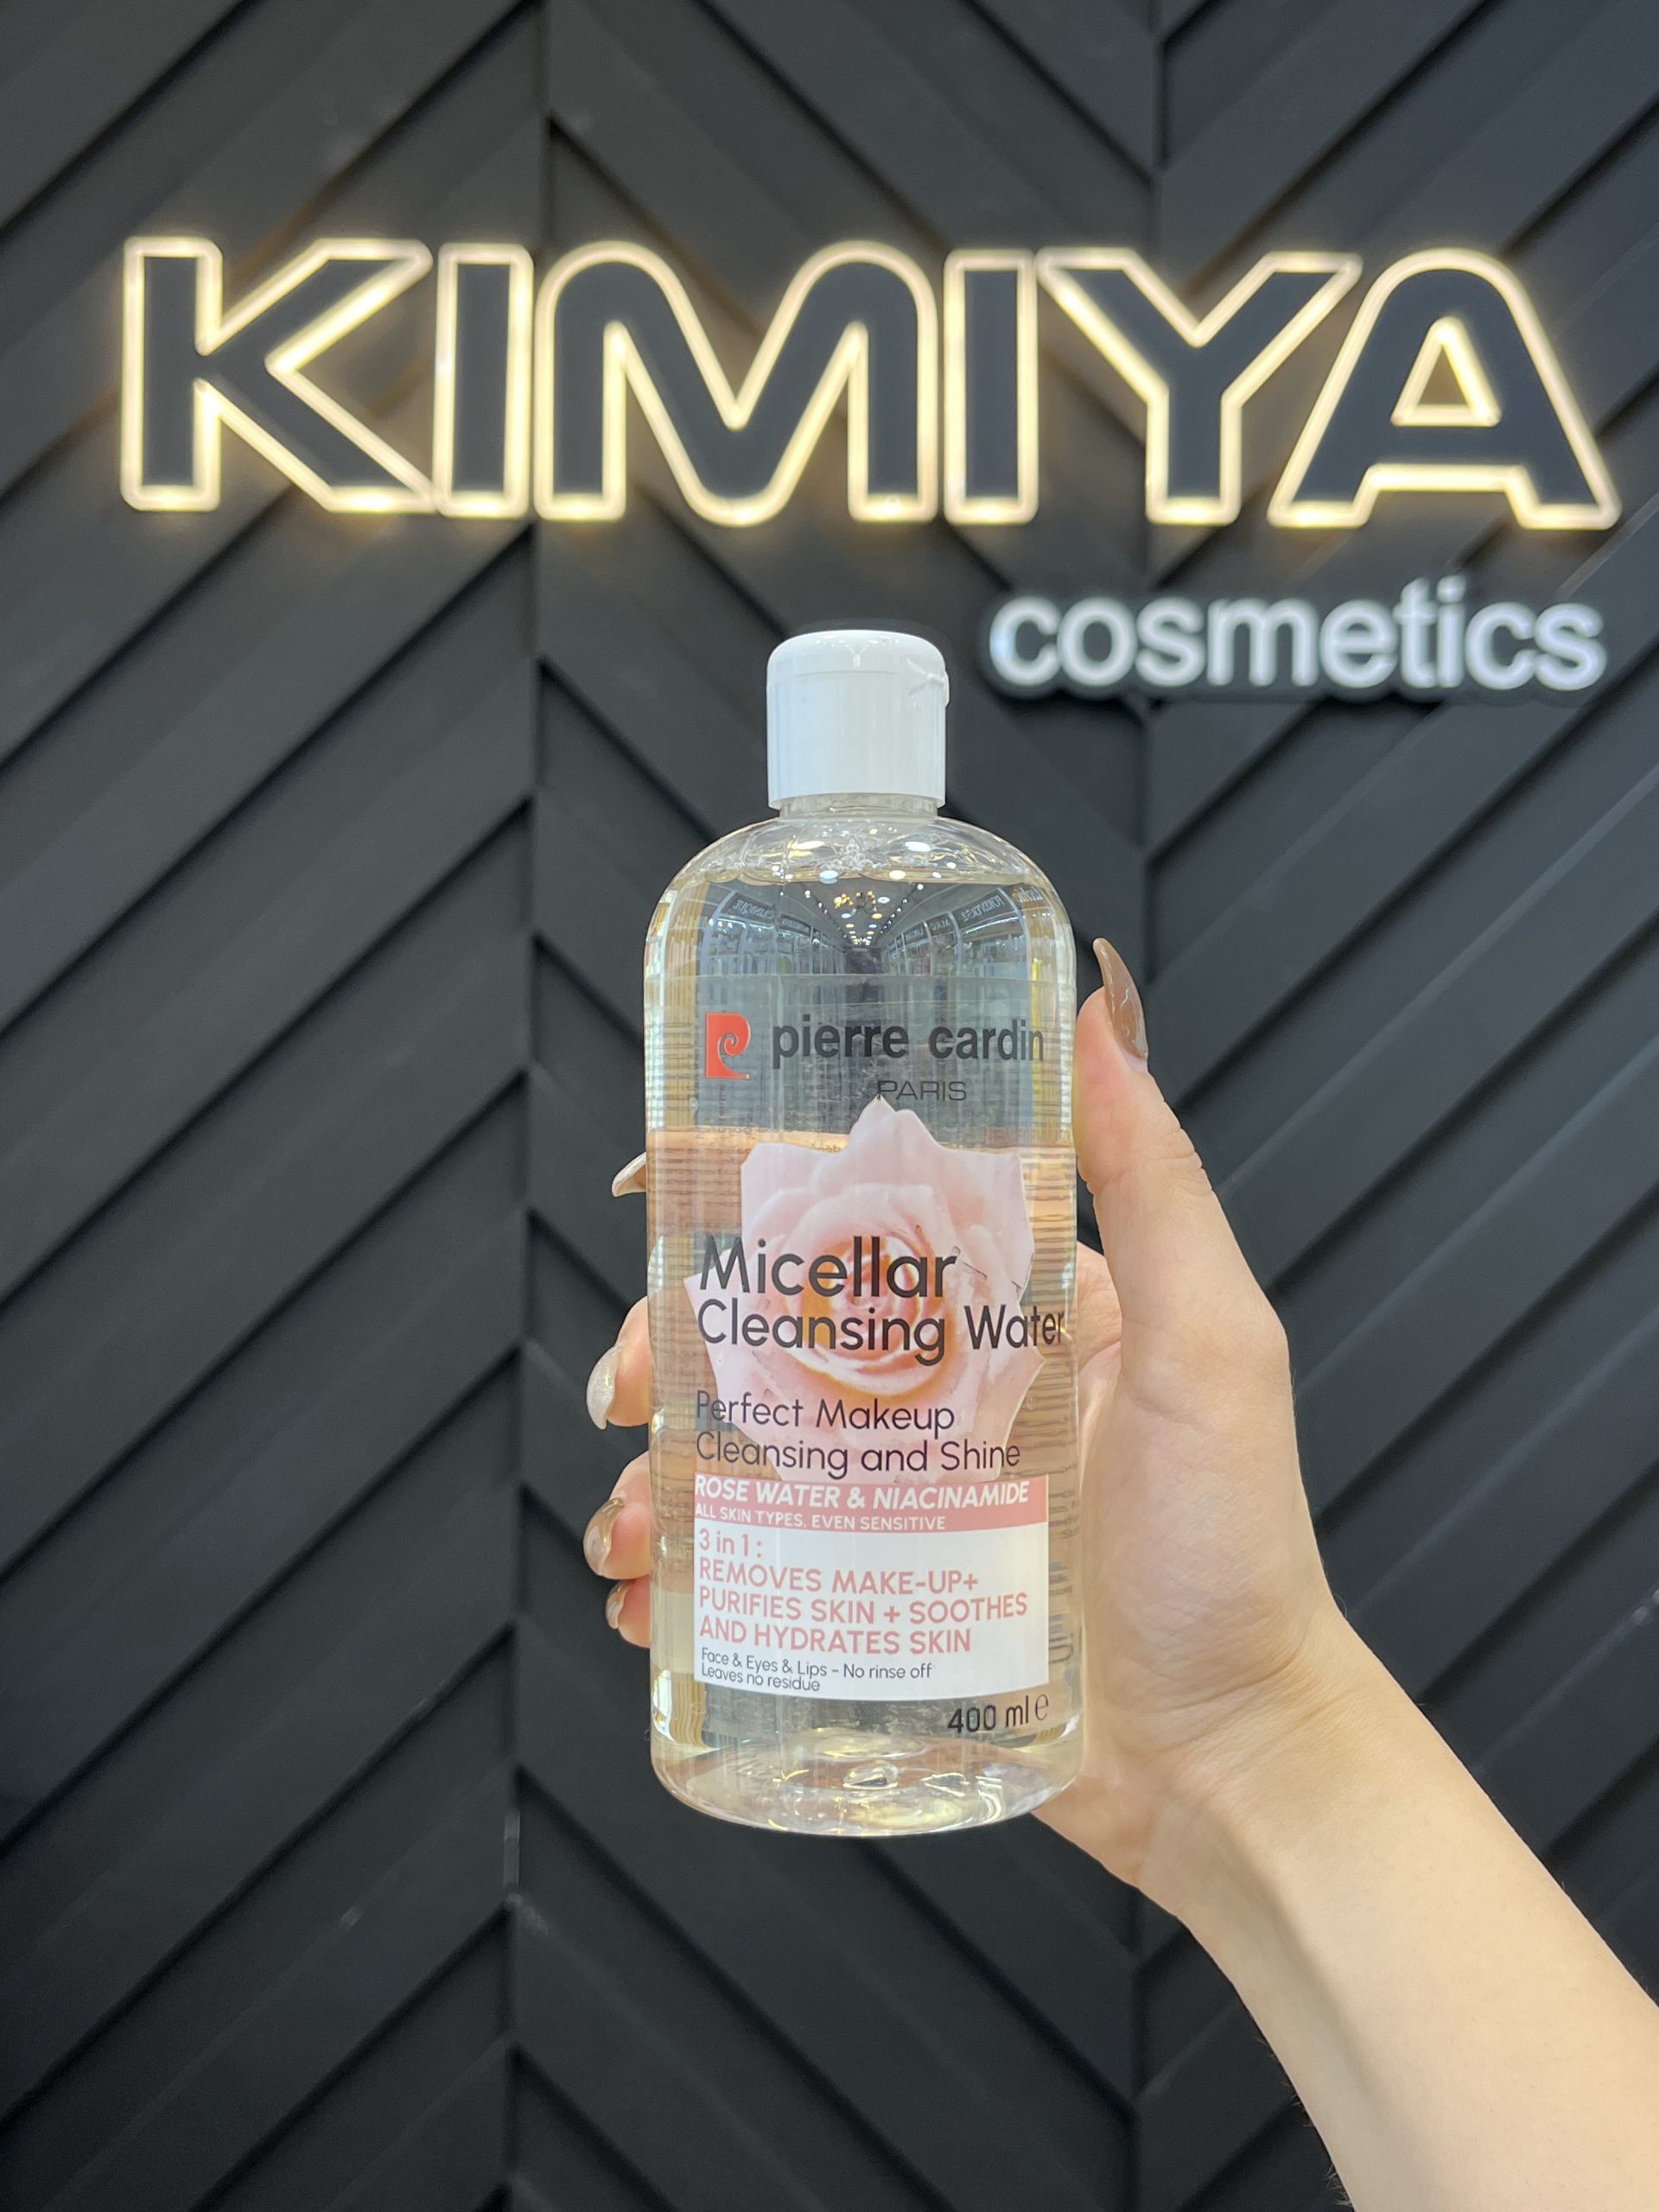 KIMIYA
cosmetics
pierre cardin
PARIS
Micellar
Cleansing Water
Perfect Makeup
Cleansing and Shine
ROSE WATER & NIACINAMIDE
ALL SKIN TYPES, EVEN SENSITIVE
3 in 1 :
REMOVES MAKE-UP+
PURIFIES SKIN + SOOTHES
AND HYDRATES SKIN
Face & Eyes & Lips - No rinse off
Leaves no residue
400 ml e